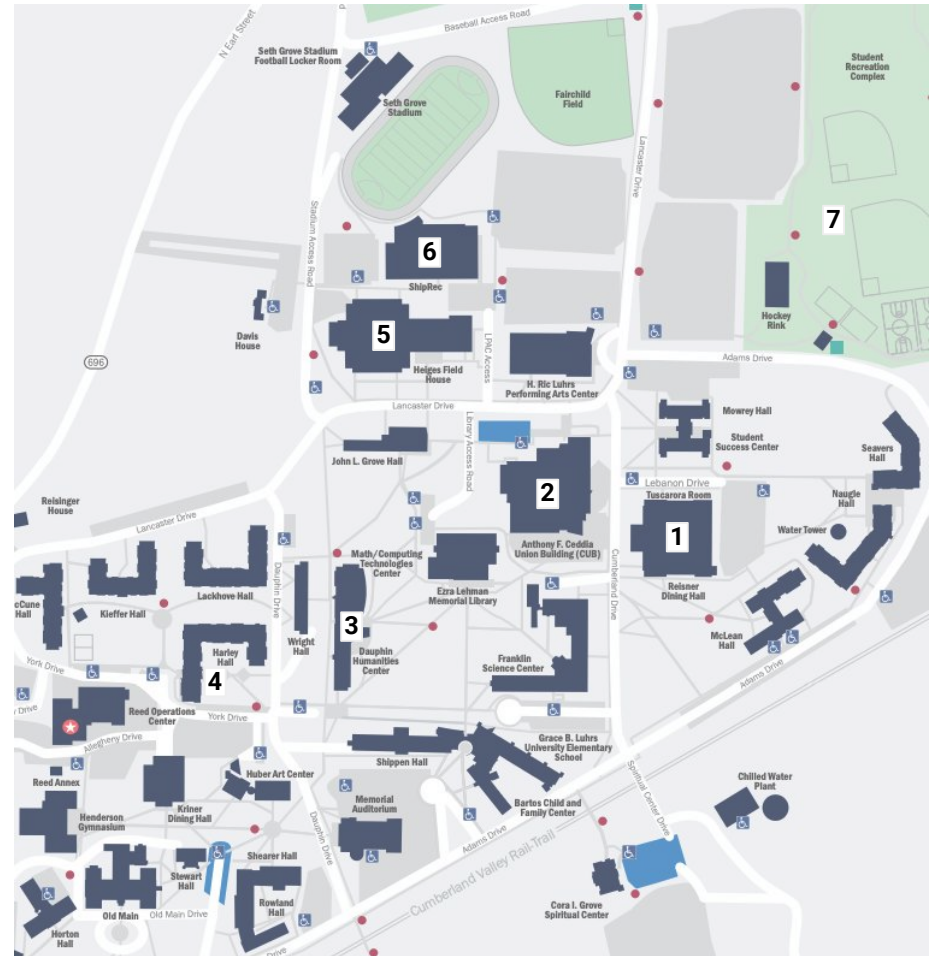 Baseball Access Road
N Earl Street
Seth Grove Stadium
Football Locker Room
Student
Recreation
Complex
Seth Grove
Stadium
Fairchild
Field
Lancaster Drive
Stadium Access Road
7
6
ShipRec
Hockey
Rink
Davis
House
5
Heiges Field
House
LPAC Access
H. Ric Luhrs
Performing Arts Center
Adams Drive
696
Lancaster Drive
Library Access Road
Mowrey Hall
Student
Success Center
Seavers
Hall
John L. Grove Hall
Lebanon Drive
Tuscarora Room
Naugle
Hall
2
1
Water Tower
Reisinger
House
Lancaster Drive
Anthony F. Ceddia
Union Building (CUB)
Math/Computing
Technologies
Center
Cumberland Drive
Dauphin Drive
Reisner
Dining Hall
Ezra Lehman
Memorial Library
cCune
Hall
Kieffer Hall
Lackhove Hall
Wright
Hall
3
Dauphin
Humanities
Center
McLean
Hall
Harley
Hall
4
Franklin
Science Center
York Drive
Adams Drive
r Drive
Reed Operations
Center
York Drive
Allegheny Drive
Shippen Hall
Grace B. Luhrs
University Elementary
School
Spiritual Center Drive
Reed Annex
Huber Art Center
Chilled Water
Plant
Henderson
Gymnasium
Kriner
Dining Hall
Memorial
Auditorium
Bartos Child and
Family Center
Dauphin Drive
Adams Drive
Cumberland Valley Rail-Trail
Shearer Hall
Stewart
Hall
Rowland
Hall
Old Main
Old Main Drive
Cora I. Grove
Spiritual Center
Horton
Hall
Drive